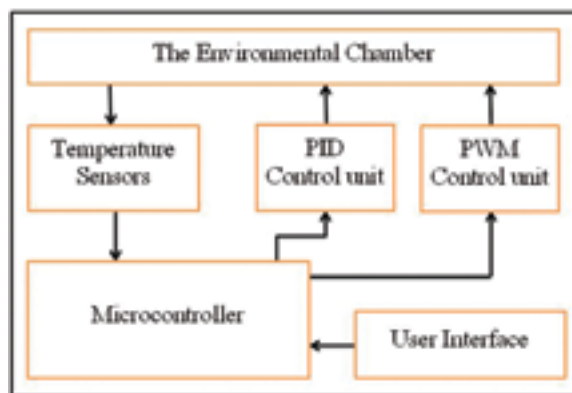 The Environmental Chamber
Temperature
Sensors
PID
Control unit
PWM
Control unit
Microcontroller
User Interface